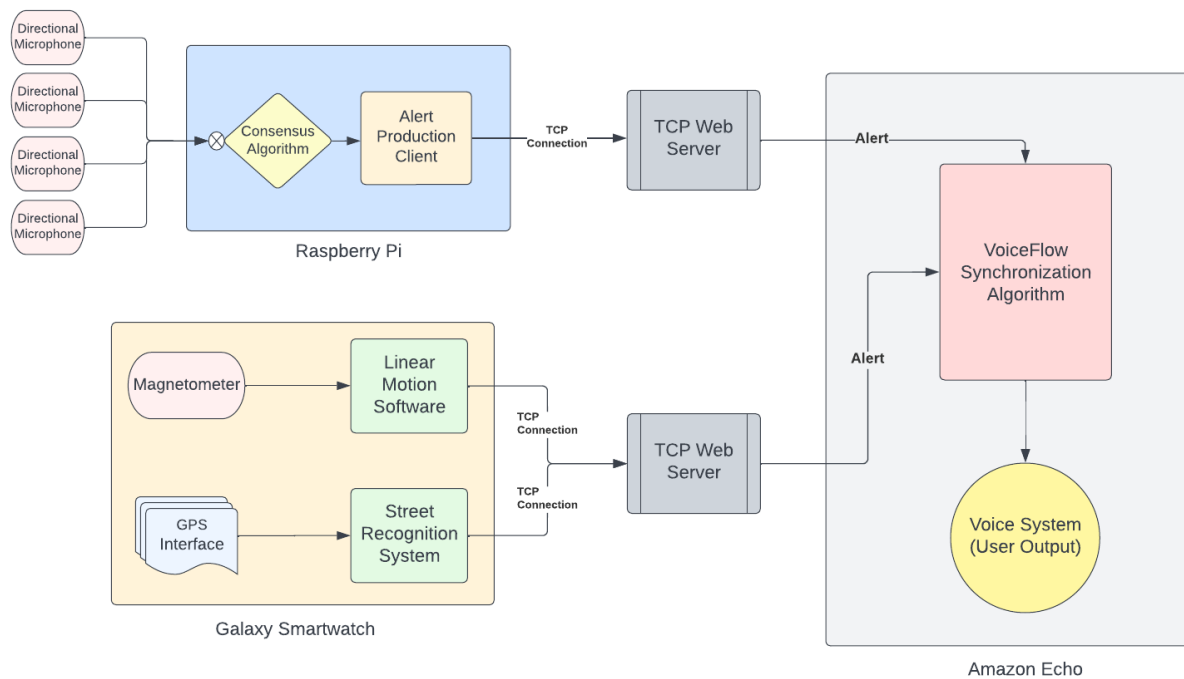 Directional
Microphone
Directional
Microphone
Directional
Microphone
Directional
Microphone
Consensus
Algorithm
Alert
Production
Client
Raspberry Pi
TCP
Connection
TCP Web
Server
Alert
VoiceFlow
Synchronization
Algorithm
Magnetometer
Linear
Motion
Software
TCP
Connection
GPS
Interface
Street
Recognition
System
TCP
Connection
Galaxy Smartwatch
TCP Web
Server
Alert
Voice System
(User Output)
Amazon Echo